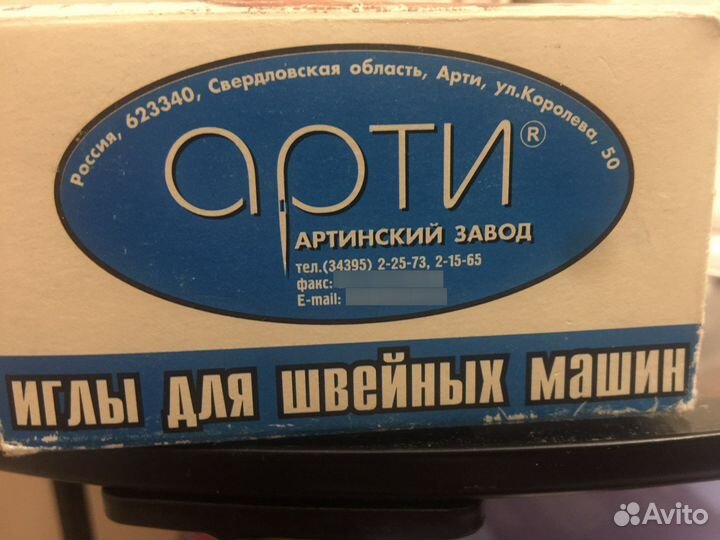 Россия, 623340, Свердловская область, Арти, ул.Королева, 50
арти®
АРТИНСКИЙ ЗАВОД
тел.(34395) 2-25-73, 2-15-65
факс:
E-mail:
ИГЛЫ ДЛЯ ШВЕЙНЫХ МАШИН
Avito